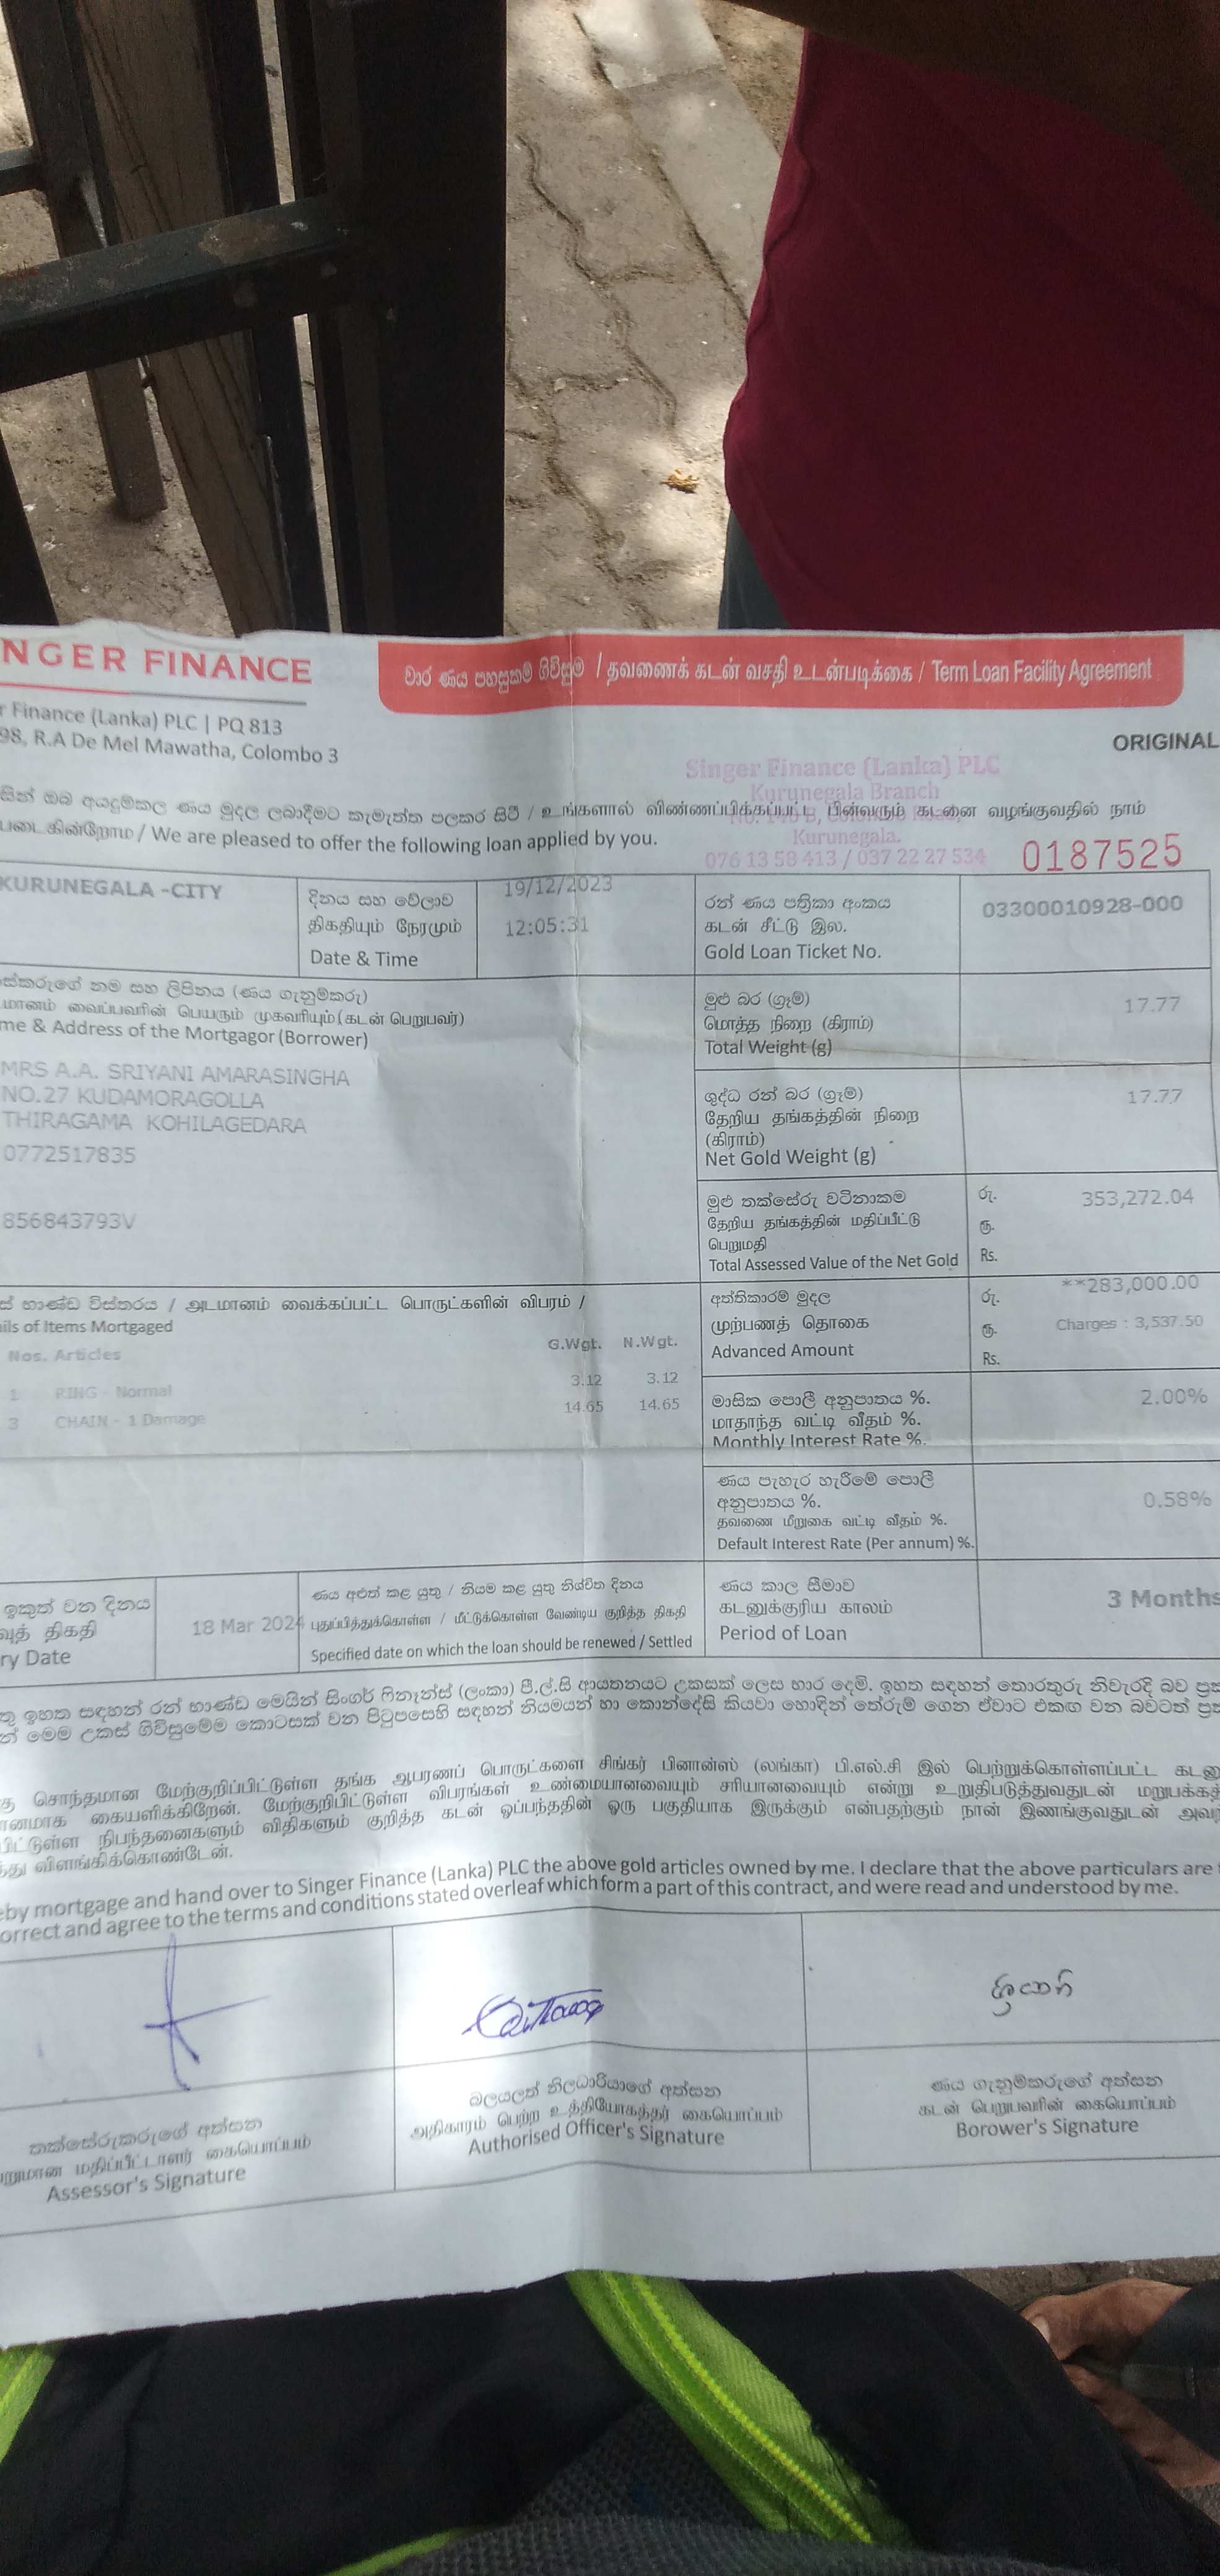 NGER FINANCE
වාර ණය පහසුකම් ගිවිසුම / தவணைக் கடன் வசதி உடன்படிக்கை / Term Loan Facility Agreement
r Finance (Lanka) PLC | PQ 813
98, R.A De Mel Mawatha, Colombo 3
ORIGINAL
Singer Finance (Lanka) PLC
Kurunegala Branch
Kurunegala.
076 13 58 413 / 037 22 27 534
සින් ඔබ අයදුම්කල ණය මුදල ලබාදීමට කැමැත්ත පලකර සිටී / உங்களால் விண்ணப்பிக்கப்பட்ட பின்வரும் கடனை வழங்குவதில் நாம்
படைகின்றோம / We are pleased to offer the following loan applied by you.
0187525
KURUNEGALA -CITY
දිනය සහ වේලාව
திகதியும் நேரமும்
Date & Time
19/12/2023
12:05:31
රන් ණය පත්‍රිකා අංකය
கடன் சீட்டு இல.
Gold Loan Ticket No.
03300010928-000
ස්කරුගේ නම සහ ලිපිනය (ණය ගැනුම්කරු)
மானம் வைப்பவரின் பெயரும் முகவரியும் (கடன் பெறுபவர்)
me & Address of the Mortgagor (Borrower)
MRS A.A. SRIYANI AMARASINGHA
NO.27 KUDAMORAGOLLA
THIRAGAMA KOHILAGEDARA
0772517835
856843793V
මුළු බර (ග්‍රෑම්)
மொத்த நிறை (கிராம்)
Total Weight (g)
17.77
ශුද්ධ රන් බර (ග්‍රෑම්)
தேறிய தங்கத்தின் நிறை
(கிராம்)
Net Gold Weight (g)
17.77
මුළු තක්සේරු වටිනාකම
தேறிய தங்கத்தின் மதிப்பீட்டு
பெறுமதி
Total Assessed Value of the Net Gold
රු.
ரூ.
Rs.
353,272.04
ස් භාණ්ඩ විස්තරය / அடமானம் வைக்கப்பட்ட பொருட்களின் விபரம் /
ils of Items Mortgaged
Nos. Articles G.Wgt. N.Wgt.
1 RING - Normal 3.12 3.12
3 CHAIN - 1 Damage 14.65 14.65
අත්තිකාරම් මුදල
முற்பணத் தொகை
Advanced Amount
රු.
ரூ.
Rs.
**283,000.00
Charges : 3,537.50
මාසික පොලී අනුපාතය %.
மாதாந்த வட்டி வீதம் %.
Monthly Interest Rate %.
2.00%
ණය පැහැර හැරීමේ පොලී
අනුපාතය %.
தவணை மீறுகை வட்டி வீதம் %.
Default Interest Rate (Per annum) %.
0.58%
ඉකුත් වන දිනය
வுத் திகதி
ry Date
18 Mar 2024
ණය අළුත් කළ යුතු / නියම කළ යුතු නිශ්චිත දිනය
புதுப்பித்துக்கொள்ள / மீட்டுக்கொள்ள வேண்டிய குறித்த திகதி
Specified date on which the loan should be renewed / Settled
ණය කාල සීමාව
கடனுக்குரிய காலம்
Period of Loan
3 Months
තු ඉහත සඳහන් රන් භාණ්ඩ මෙයින් සිංගර් ෆිනෑන්ස් (ලංකා) පී.එල්.සී ආයතනයට උකසක් ලෙස භාර දෙමි. ඉහත සඳහන් තොරතුරු නිවැරදි බව ප්‍රක
න් මෙම උකස් ගිවිසුමේම කොටසක් වන පිටුපසෙහි සඳහන් නියමයන් හා කොන්දේසි කියවා හොඳින් තේරුම් ගෙන ඒවාට එකඟ වන බවටත් ප්‍රක
கு சொந்தமான மேற்குறிப்பிட்டுள்ள தங்க ஆபரணப் பொருட்களை சிங்கர் பினான்ஸ் (லங்கா) பி.எல்.சி இல் பெற்றுக்கொள்ளப்பட்ட கடனு
ானமாக கையளிக்கிறேன். மேற்குறிப்பிட்டுள்ள விபரங்கள் உண்மையானவையும் சரியானவையும் என்று உறுதிபடுத்துவதுடன் மறுபக்கத்
பிட்டுள்ள நிபந்தனைகளும் விதிகளும் குறித்த கடன் ஒப்பந்ததின் ஒரு பகுதியாக இருக்கும் என்பதற்கும் நான் இணங்குவதுடன் அவற்
ந்து விளங்கிக்கொண்டேன்.
eby mortgage and hand over to Singer Finance (Lanka) PLC the above gold articles owned by me. I declare that the above particulars are
orrect and agree to the terms and conditions stated overleaf which form a part of this contract, and were read and understood by me.
ශ්‍රියානි
තක්සේරුකරුගේ අත්සන
றுமான மதிப்பீட்டாளர் கையொப்பம்
Assessor's Signature
බලයලත් නිලධාරියාගේ අත්සන
அதிகாரம் பெற்ற உத்தியோகத்தர் கையொப்பம்
Authorised Officer's Signature
ණය ගැනුම්කරුගේ අත්සන
கடன் பெறுபவரின் கையொப்பம்
Borower's Signature